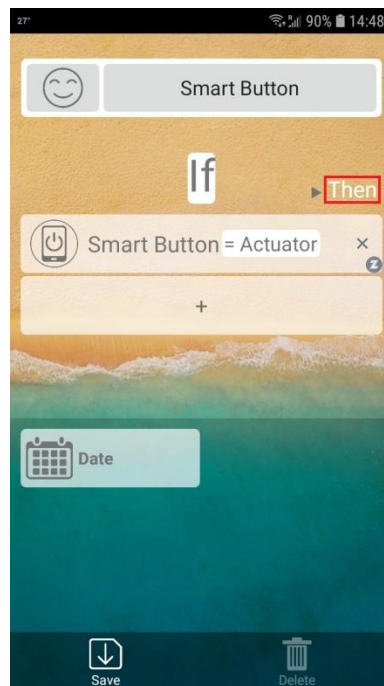 27° 90% 14:48
Smart Button
If
Then
Smart Button = Actuator ×
z
+
Date
Save Delete